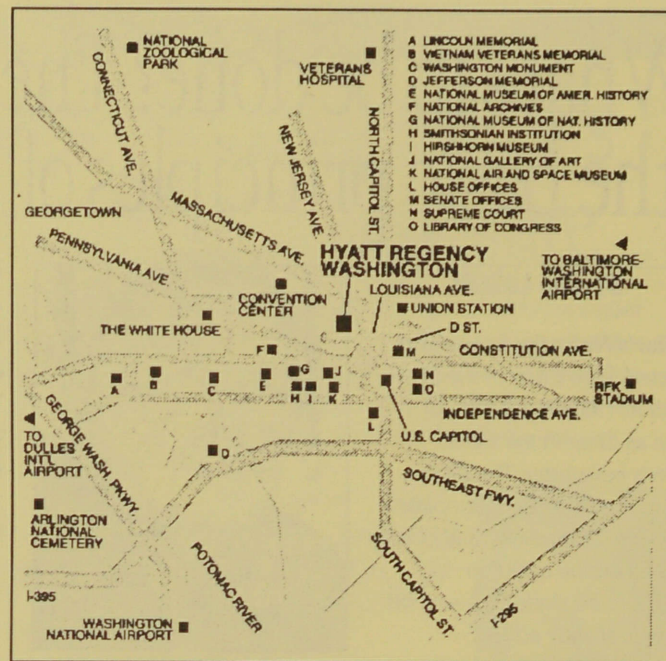 NATIONAL
ZOOLOGICAL
PARK
VETERANS
HOSPITAL
A LINCOLN MEMORIAL
B VIETNAM VETERANS MEMORIAL
C WASHINGTON MONUMENT
D JEFFERSON MEMORIAL
E NATIONAL MUSEUM OF AMER. HISTORY
F NATIONAL ARCHIVES
G NATIONAL MUSEUM OF NAT. HISTORY
H SMITHSONIAN INSTITUTION
I HIRSHHORN MUSEUM
J NATIONAL GALLERY OF ART
K NATIONAL AIR AND SPACE MUSEUM
L HOUSE OFFICES
M SENATE OFFICES
N SUPREME COURT
O LIBRARY OF CONGRESS
CONNECTICUT AVE.
NORTH CAPITOL ST.
NEW JERSEY AVE.
MASSACHUSETTS AVE.
GEORGETOWN
PENNSYLVANIA AVE.
HYATT REGENCY
WASHINGTON
TO BALTIMORE-
WASHINGTON
INTERNATIONAL
AIRPORT
LOUISIANA AVE.
CONVENTION
CENTER
UNION STATION
THE WHITE HOUSE
D ST.
CONSTITUTION AVE.
F
M
A
B
C
E
G
H
I
J
K
N
O
RFK
STADIUM
L
INDEPENDENCE AVE.
U.S. CAPITOL
TO
DULLES
INT'L
AIRPORT
GEORGE WASH. PKWY.
D
SOUTHEAST FWY.
ARLINGTON
NATIONAL
CEMETERY
POTOMAC RIVER
SOUTH CAPITOL ST.
I-395
I-295
WASHINGTON
NATIONAL AIRPORT